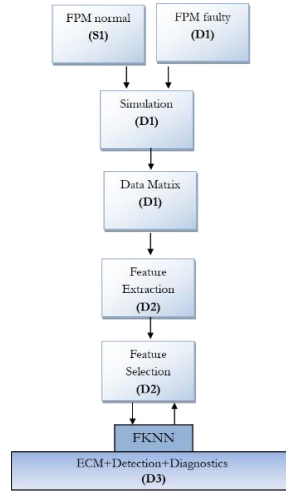 FPM normal
(S1)
FPM faulty
(D1)
Simulation
(D1)
Data Matrix
(D1)
Feature
Extraction
(D2)
Feature
Selection
(D2)
FKNN
ECM+Detection+Diagnostics
(D3)